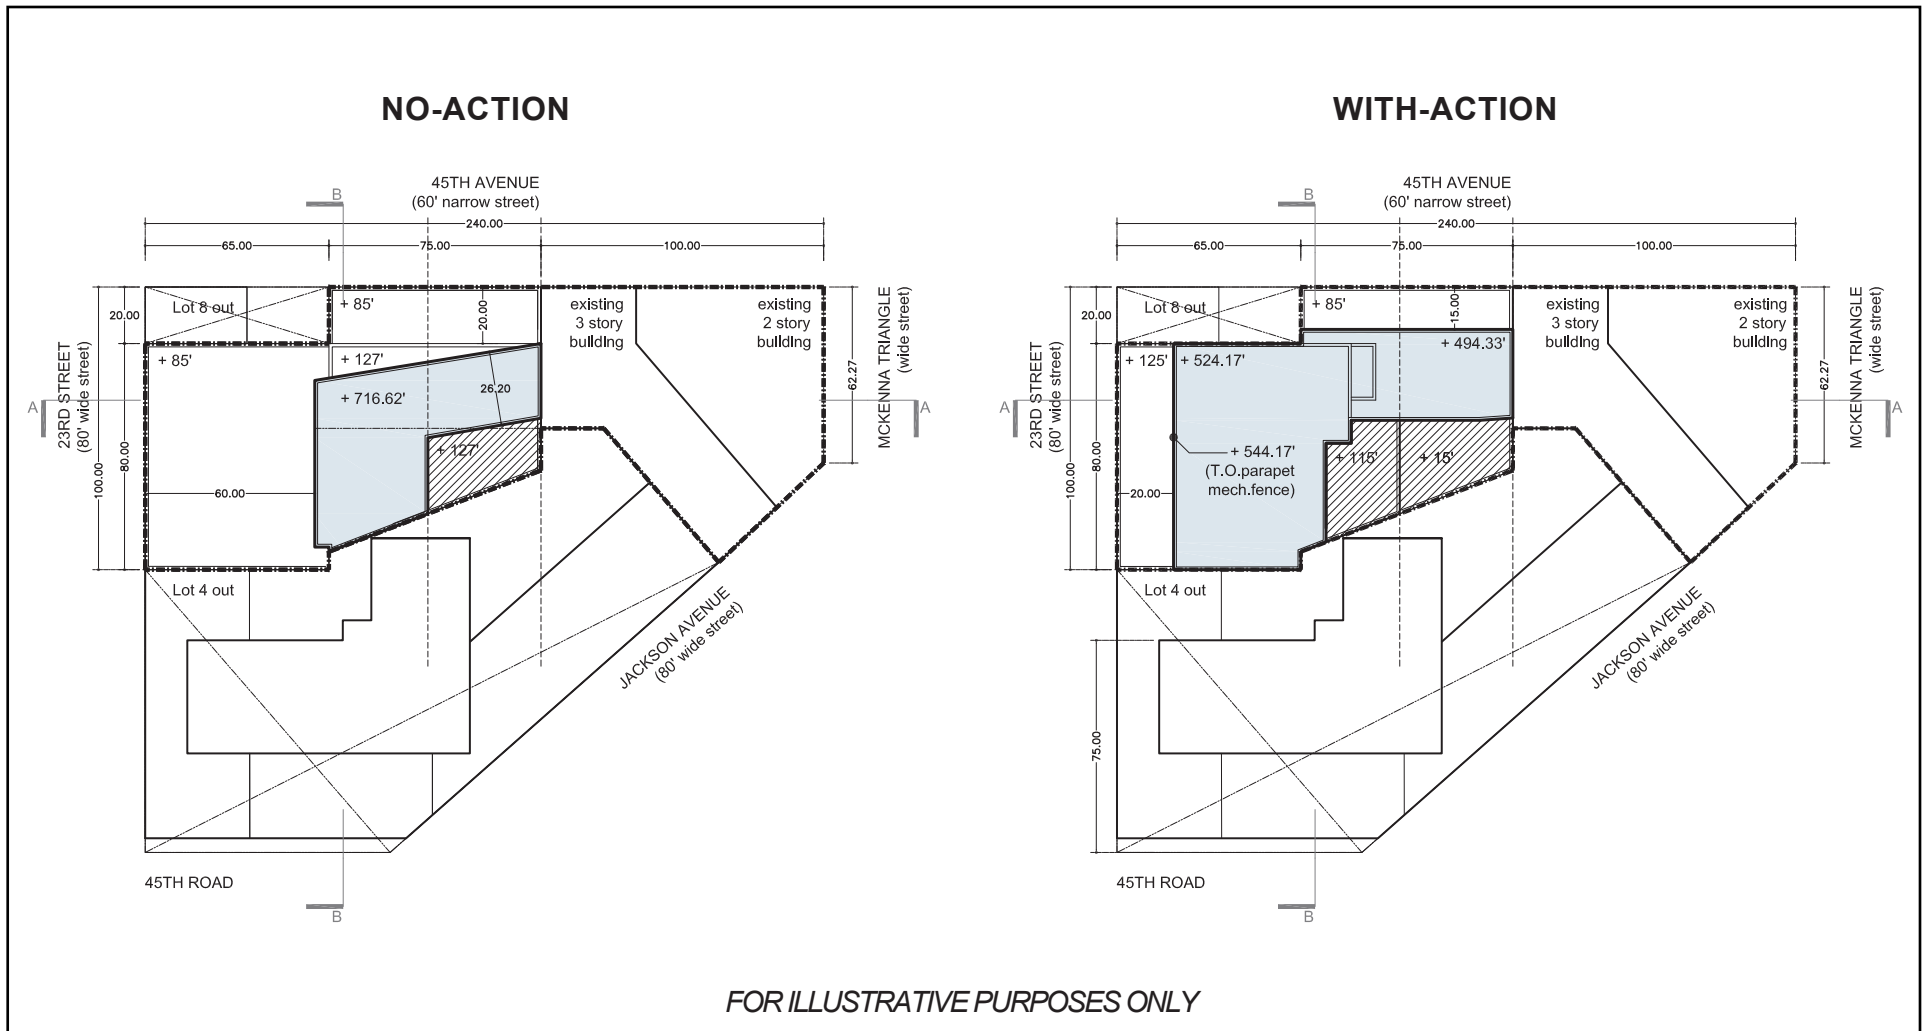 NO-ACTION
45TH AVENUE
(60' narrow street)
B
240.00
65.00
75.00
100.00
Lot 8 out
+ 85'
20.00
existing
3 story
building
existing
2 story
building
MCKENNA TRIANGLE
(wide street)
20.00
+ 85'
+ 127'
+ 716.62'
26.20
62.27
A
A
23RD STREET
(80' wide street)
100.00
80.00
+ 127'
60.00
Lot 4 out
JACKSON AVENUE
(80' wide street)
45TH ROAD
B
WITH-ACTION
45TH AVENUE
(60' narrow street)
B
240.00
65.00
75.00
100.00
Lot 8 out
+ 85'
15.00
existing
3 story
building
existing
2 story
building
MCKENNA TRIANGLE
(wide street)
20.00
+ 494.33'
+ 125'
+ 524.17'
62.27
A
A
23RD STREET
(80' wide street)
100.00
80.00
+ 544.17'
(T.O.parapet
mech.fence)
+ 115'
+ 15'
20.00
Lot 4 out
JACKSON AVENUE
(80' wide street)
75.00
45TH ROAD
B
FOR ILLUSTRATIVE PURPOSES ONLY